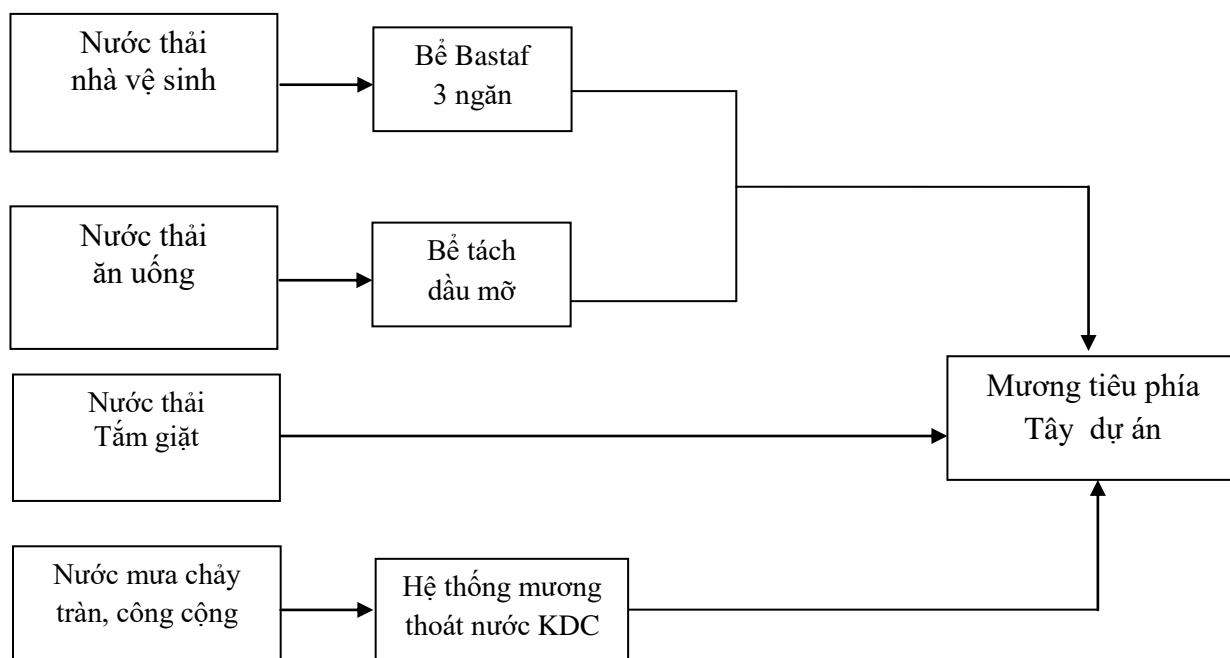 Nước thải
nhà vệ sinh
Bể Bastaf
3 ngăn
Nước thải
ăn uống
Bể tách
dầu mỡ
Nước thải
Tắm giặt
Mương tiêu phía
Tây dự án
Nước mưa chảy
tràn, công cộng
Hệ thống mương
thoát nước KDC